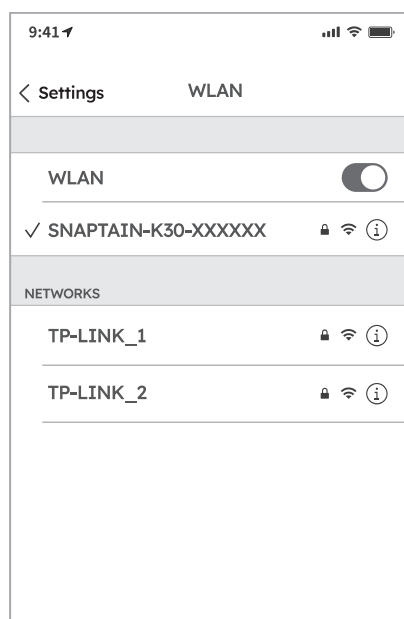 9:41
Settings WLAN
WLAN
SNAPTAIN-K30-XXXXXX
NETWORKS
TP-LINK_1
TP-LINK_2